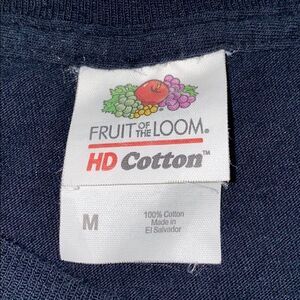 FRUIT OF THE LOOM®
HD Cotton™
M
100% Cotton
Made in
El Salvador